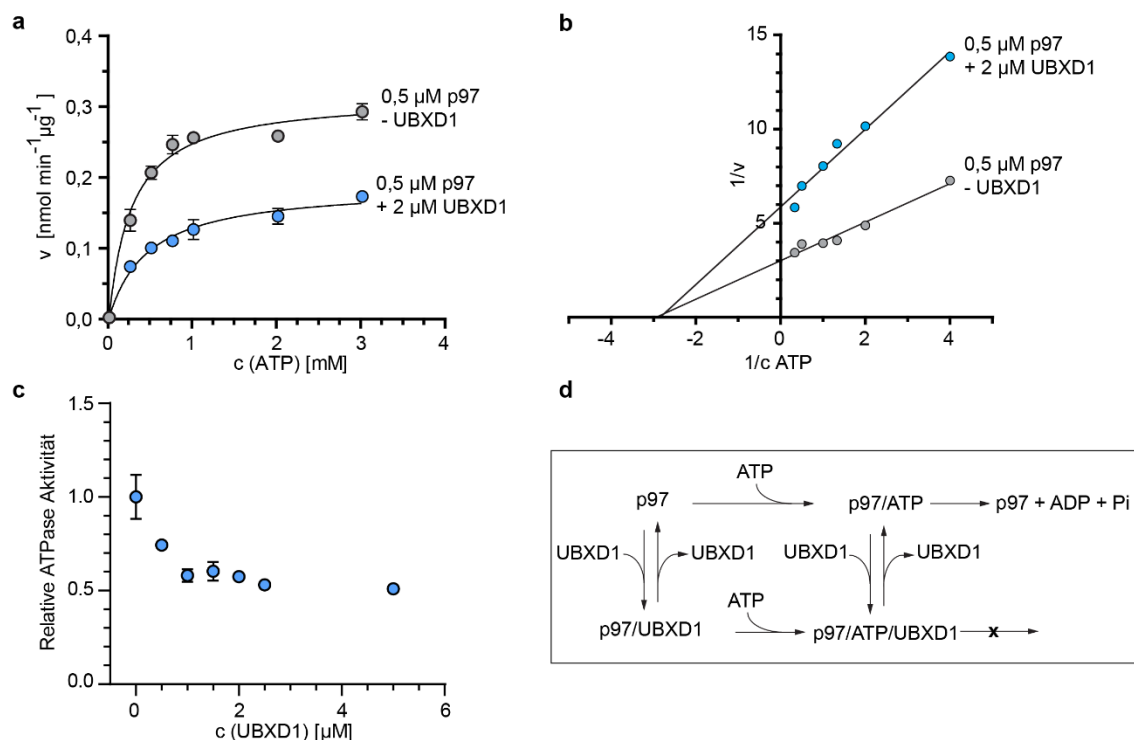 a
0,4
0,3
0,2
0,1
0,0
v [nmol min⁻¹µg⁻¹]
0,5 µM p97
- UBXD1
0,5 µM p97
+ 2 µM UBXD1
0 1 2 3 4
c (ATP) [mM]
b
15
10
5
1/v
0,5 µM p97
+ 2 µM UBXD1
0,5 µM p97
- UBXD1
-4 -2 0 2 4
1/c ATP
c
1.5
1.0
0.5
0.0
Relative ATPase Aktivität
0 2 4 6
c (UBXD1) [µM]
d
ATP
p97 p97/ATP p97 + ADP + Pi
UBXD1 UBXD1 UBXD1 UBXD1
ATP
p97/UBXD1 p97/ATP/UBXD1 x